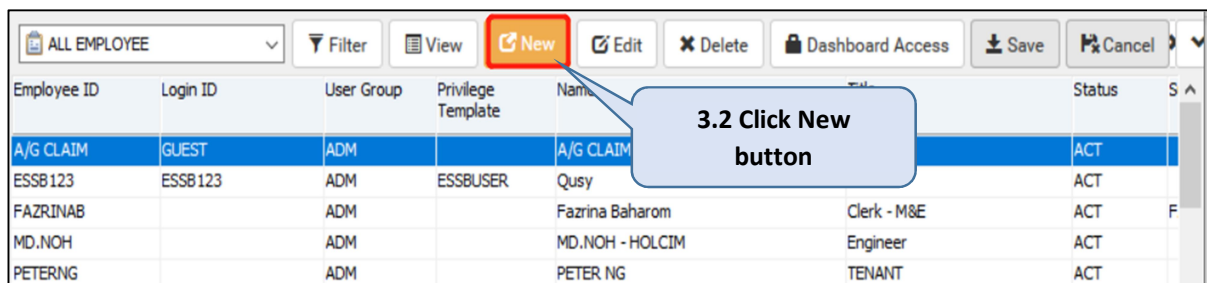 ALL EMPLOYEE Filter View New Edit Delete Dashboard Access Save Cancel
Employee ID Login ID User Group Privilege Template Name Status S
3.2 Click New
button
A/G CLAIM GUEST ADM A/G CLAIM ACT
ESSB123 ESSB123 ADM ESSBUSER Qusy ACT
FAZRINAB ADM Fazrina Baharom Clerk - M&E ACT F
MD.NOH ADM MD.NOH - HOLCIM Engineer ACT
PETERNG ADM PETER NG TENANT ACT